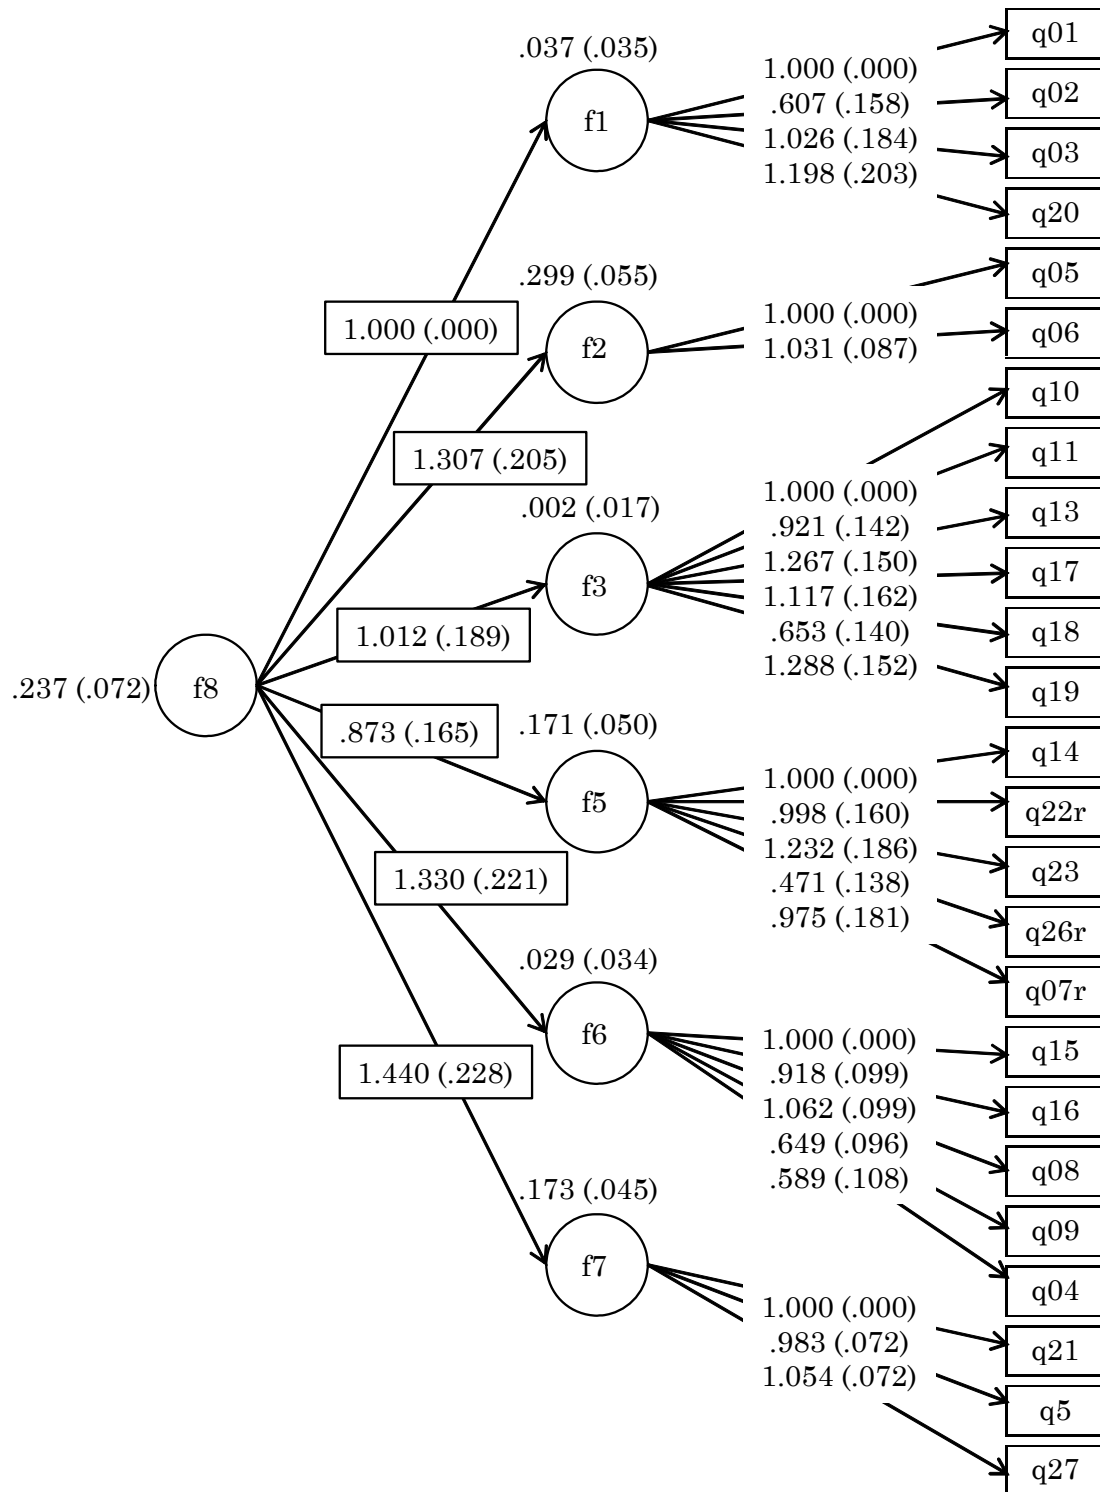 q01
.037 (.035)
1.000 (.000)
f1
q02
.607 (.158)
1.026 (.184)
q03
1.198 (.203)
q20
.299 (.055)
q05
1.000 (.000)
1.000 (.000)
f2
1.031 (.087)
q06
q10
1.307 (.205)
q11
.002 (.017)
1.000 (.000)
q13
.921 (.142)
1.267 (.150)
f3
q17
1.117 (.162)
1.012 (.189)
.653 (.140)
q18
1.288 (.152)
q19
.237 (.072)
f8
.873 (.165)
.171 (.050)
q14
1.000 (.000)
f5
.998 (.160)
q22r
1.232 (.186)
q23
1.330 (.221)
.471 (.138)
.975 (.181)
q26r
.029 (.034)
q07r
f6
1.000 (.000)
q15
1.440 (.228)
.918 (.099)
1.062 (.099)
q16
.649 (.096)
q08
.589 (.108)
.173 (.045)
q09
f7
q04
1.000 (.000)
.983 (.072)
q21
1.054 (.072)
q5
q27